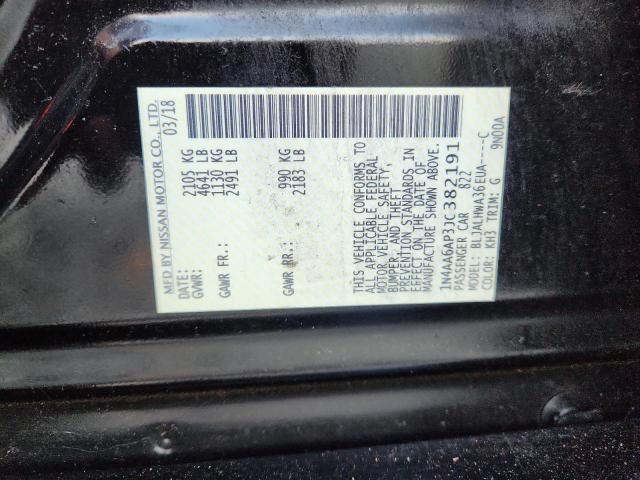 MFD BY NISSAN MOTOR CO., LTD.
DATE: 03/18
GVWR: 2105 KG
4641 LB
GAWR FR.: 1130 KG
2491 LB
GAWR RR.: 990 KG
2183 LB
THIS VEHICLE CONFORMS TO
ALL APPLICABLE FEDERAL
MOTOR VEHICLE SAFETY,
BUMPER, AND THEFT
PREVENTION STANDARDS IN
EFFECT ON THE DATE OF
MANUFACTURE SHOWN ABOVE.
1N4AA6AP3JC382191
PASSENGER CAR 822
MODEL: BLJALHWA36EUA----C
COLOR: KH3 TRIM: G 9N00A